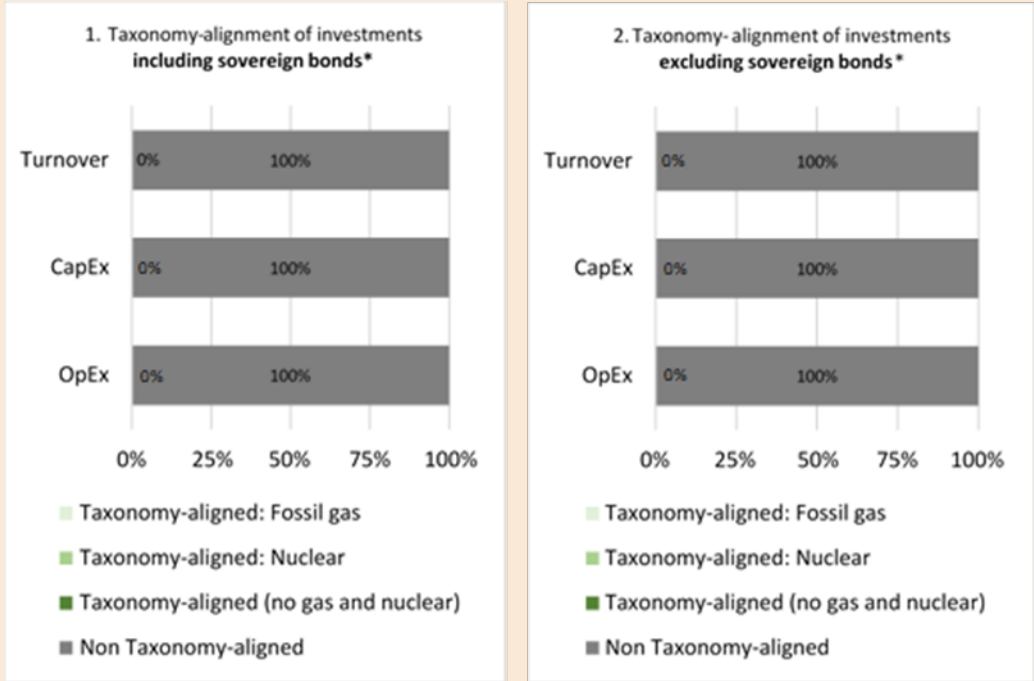 1. Taxonomy-alignment of investments
including sovereign bonds*
Turnover 0% 100%
CapEx 0% 100%
OpEx 0% 100%
0% 25% 50% 75% 100%
Taxonomy-aligned: Fossil gas
Taxonomy-aligned: Nuclear
Taxonomy-aligned (no gas and nuclear)
Non Taxonomy-aligned
2. Taxonomy- alignment of investments
excluding sovereign bonds*
Turnover 0% 100%
CapEx 0% 100%
OpEx 0% 100%
0% 25% 50% 75% 100%
Taxonomy-aligned: Fossil gas
Taxonomy-aligned: Nuclear
Taxonomy-aligned (no gas and nuclear)
Non Taxonomy-aligned